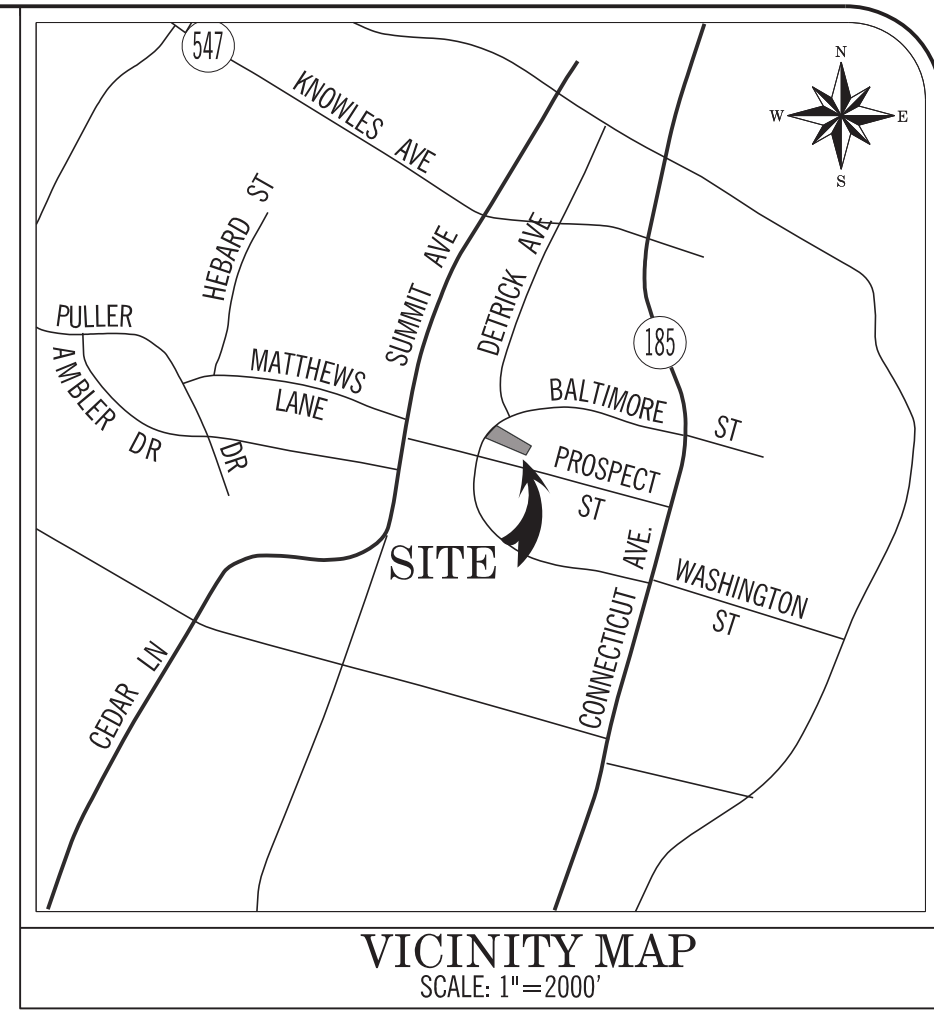 547
N
W E
S
KNOWLES AVE
HEBARD ST
SUMMIT AVE
DETRICK AVE
PULLER
DR
AMBLER DR
185
MATTHEWS
LANE
BALTIMORE ST
PROSPECT
ST
SITE
CONNECTICUT AVE.
WASHINGTON
ST
CEDAR LN
VICINITY MAP
SCALE: 1"=2000'